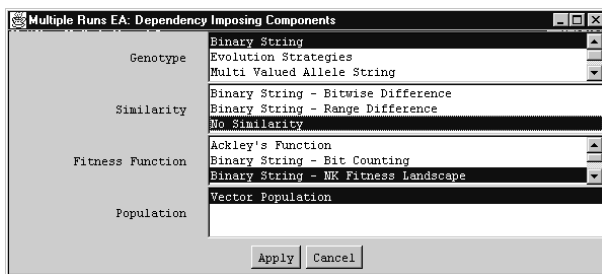 Multiple Runs EA: Dependency Imposing Components
Genotype
Binary String
Evolution Strategies
Multi Valued Allele String
Similarity
Binary String - Bitwise Difference
Binary String - Range Difference
No Similarity
Fitness Function
Ackley's Function
Binary String - Bit Counting
Binary String - NK Fitness Landscape
Population
Vector Population
Apply Cancel